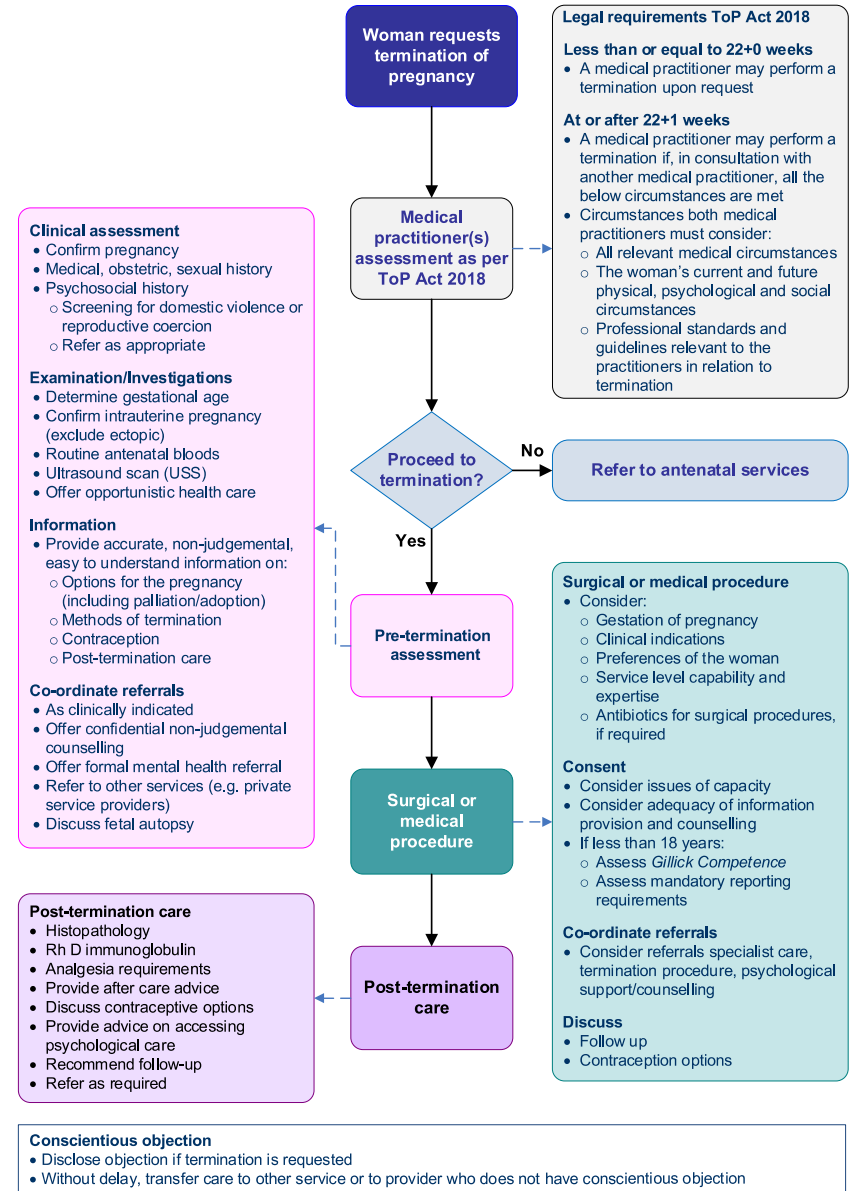 Woman requests
termination of
pregnancy
Legal requirements ToP Act 2018
Less than or equal to 22+0 weeks
• A medical practitioner may perform a
termination upon request
At or after 22+1 weeks
• A medical practitioner may perform a
termination if, in consultation with
another medical practitioner, all the
below circumstances are met
• Circumstances both medical
practitioners must consider:
o All relevant medical circumstances
o The woman's current and future
physical, psychological and social
circumstances
o Professional standards and
guidelines relevant to the
practitioners in relation to
termination
Medical
practitioner(s)
assessment as per
ToP Act 2018
Clinical assessment
• Confirm pregnancy
• Medical, obstetric, sexual history
• Psychosocial history
o Screening for domestic violence or
reproductive coercion
o Refer as appropriate
Examination/Investigations
• Determine gestational age
• Confirm intrauterine pregnancy
(exclude ectopic)
• Routine antenatal bloods
• Ultrasound scan (USS)
• Offer opportunistic health care
Information
• Provide accurate, non-judgemental,
easy to understand information on:
o Options for the pregnancy
(including palliation/adoption)
o Methods of termination
o Contraception
o Post-termination care
Co-ordinate referrals
• As clinically indicated
• Offer confidential non-judgemental
counselling
• Offer formal mental health referral
• Refer to other services (e.g. private
service providers)
• Discuss fetal autopsy
Proceed to
termination?
No
Refer to antenatal services
Yes
Pre-termination
assessment
Surgical or medical procedure
• Consider:
o Gestation of pregnancy
o Clinical indications
o Preferences of the woman
o Service level capability and
expertise
o Antibiotics for surgical procedures,
if required
Consent
• Consider issues of capacity
• Consider adequacy of information
provision and counselling
• If less than 18 years:
o Assess Gillick Competence
o Assess mandatory reporting
requirements
Co-ordinate referrals
• Consider referrals specialist care,
termination procedure, psychological
support/counselling
Discuss
• Follow up
• Contraception options
Surgical or
medical
procedure
Post-termination care
• Histopathology
• Rh D immunoglobulin
• Analgesia requirements
• Provide after care advice
• Discuss contraceptive options
• Provide advice on accessing
psychological care
• Recommend follow-up
• Refer as required
Post-termination
care
Conscientious objection
• Disclose objection if termination is requested
• Without delay, transfer care to other service or to provider who does not have conscientious objection